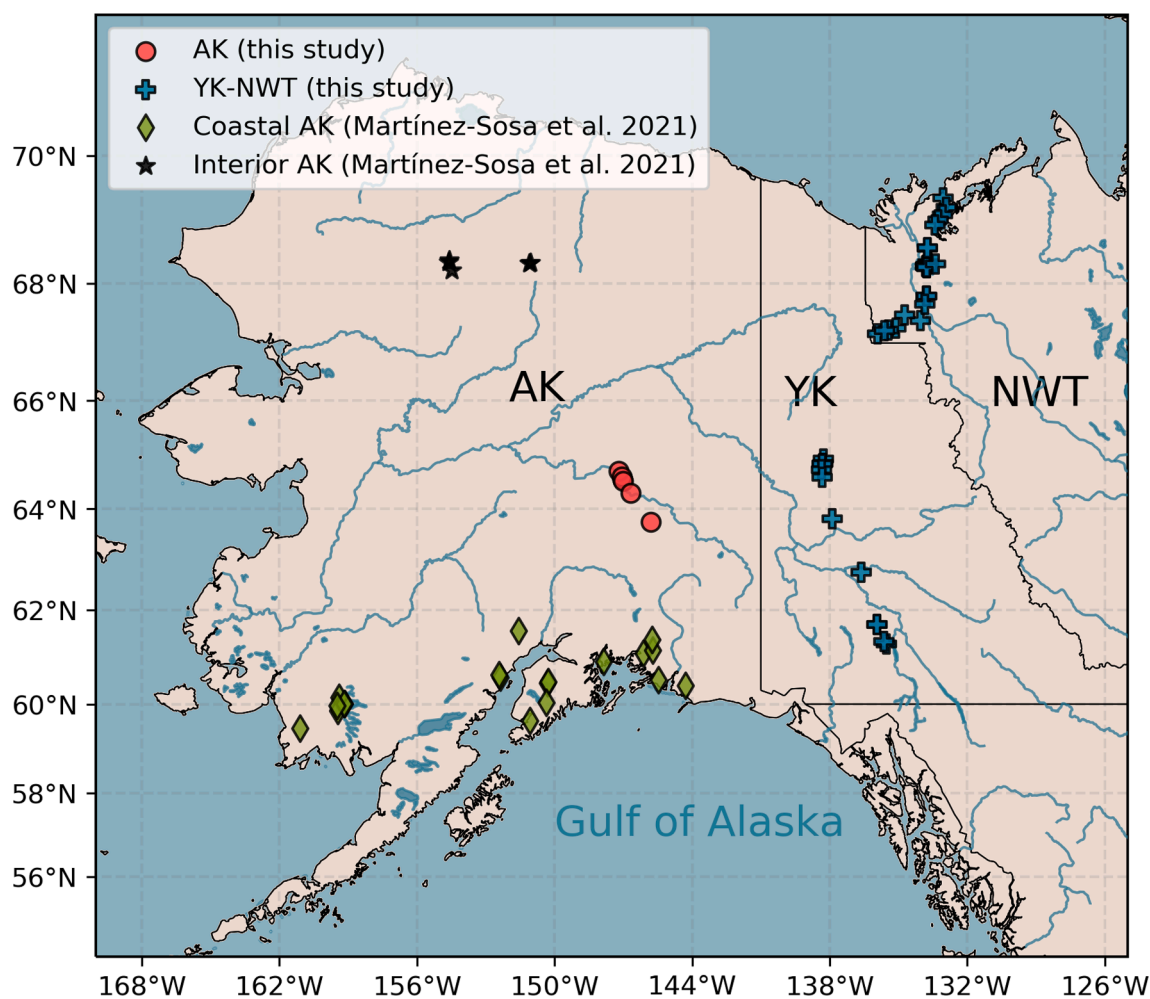 AK (this study)
YK-NWT (this study)
Coastal AK (Martínez-Sosa et al. 2021)
Interior AK (Martínez-Sosa et al. 2021)
70°N
68°N
66°N
64°N
62°N
60°N
58°N
56°N
AK
YK
NWT
Gulf of Alaska
168°W
162°W
156°W
150°W
144°W
138°W
132°W
126°W